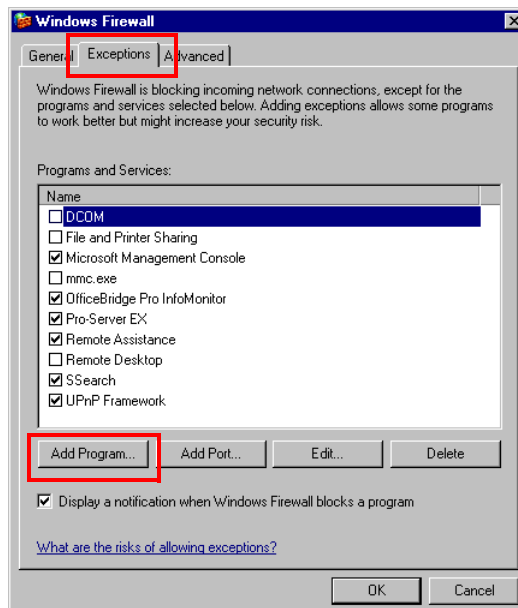 Windows Firewall
General Exceptions Advanced
Windows Firewall is blocking incoming network connections, except for the
programs and services selected below. Adding exceptions allows some programs
to work better but might increase your security risk.
Programs and Services:
Name
DCOM
File and Printer Sharing
Microsoft Management Console
mmc.exe
OfficeBridge Pro InfoMonitor
Pro-Server EX
Remote Assistance
Remote Desktop
SSearch
UPnP Framework
Add Program... Add Port... Edit... Delete
Display a notification when Windows Firewall blocks a program
What are the risks of allowing exceptions?
OK Cancel